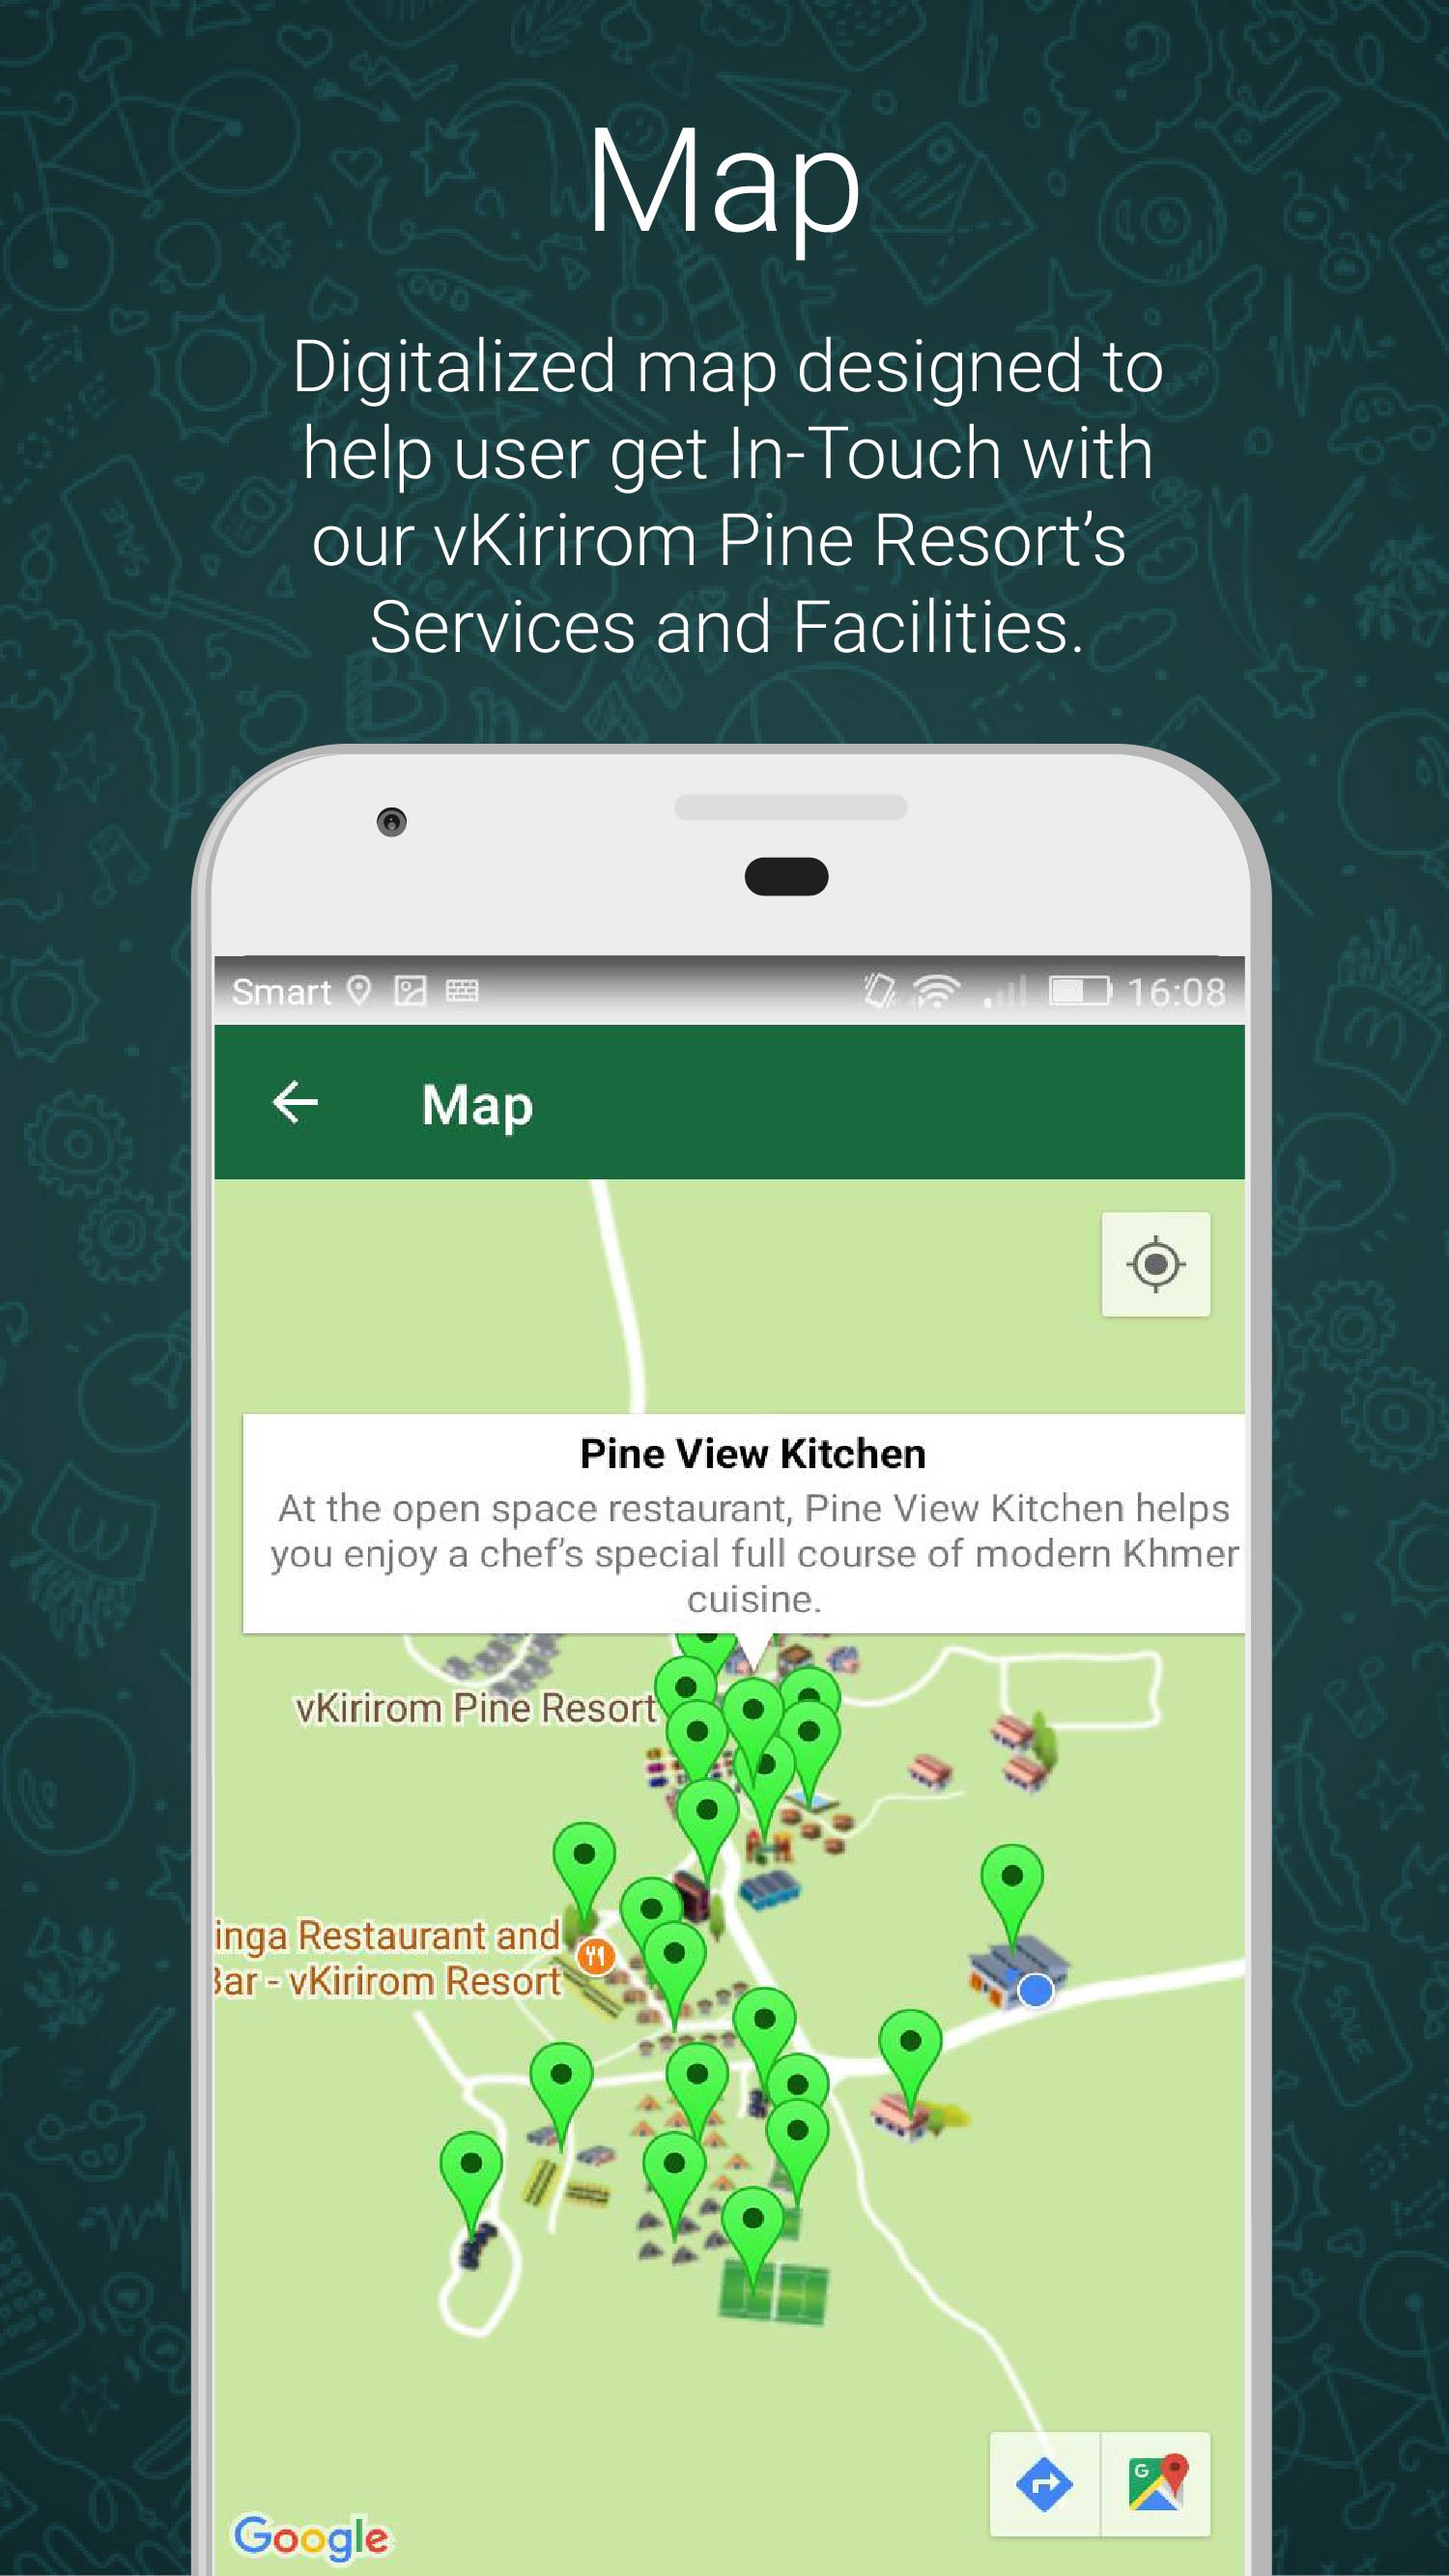 Map
Digitalized map designed to
help user get In-Touch with
our vKirirom Pine Resort’s
Services and Facilities.
Smart 16:08
Map
Pine View Kitchen
At the open space restaurant, Pine View Kitchen helps
you enjoy a chef’s special full course of modern Khmer
cuisine.
vKirirom Pine Resort
inga Restaurant and
Bar - vKirirom Resort
G
Google